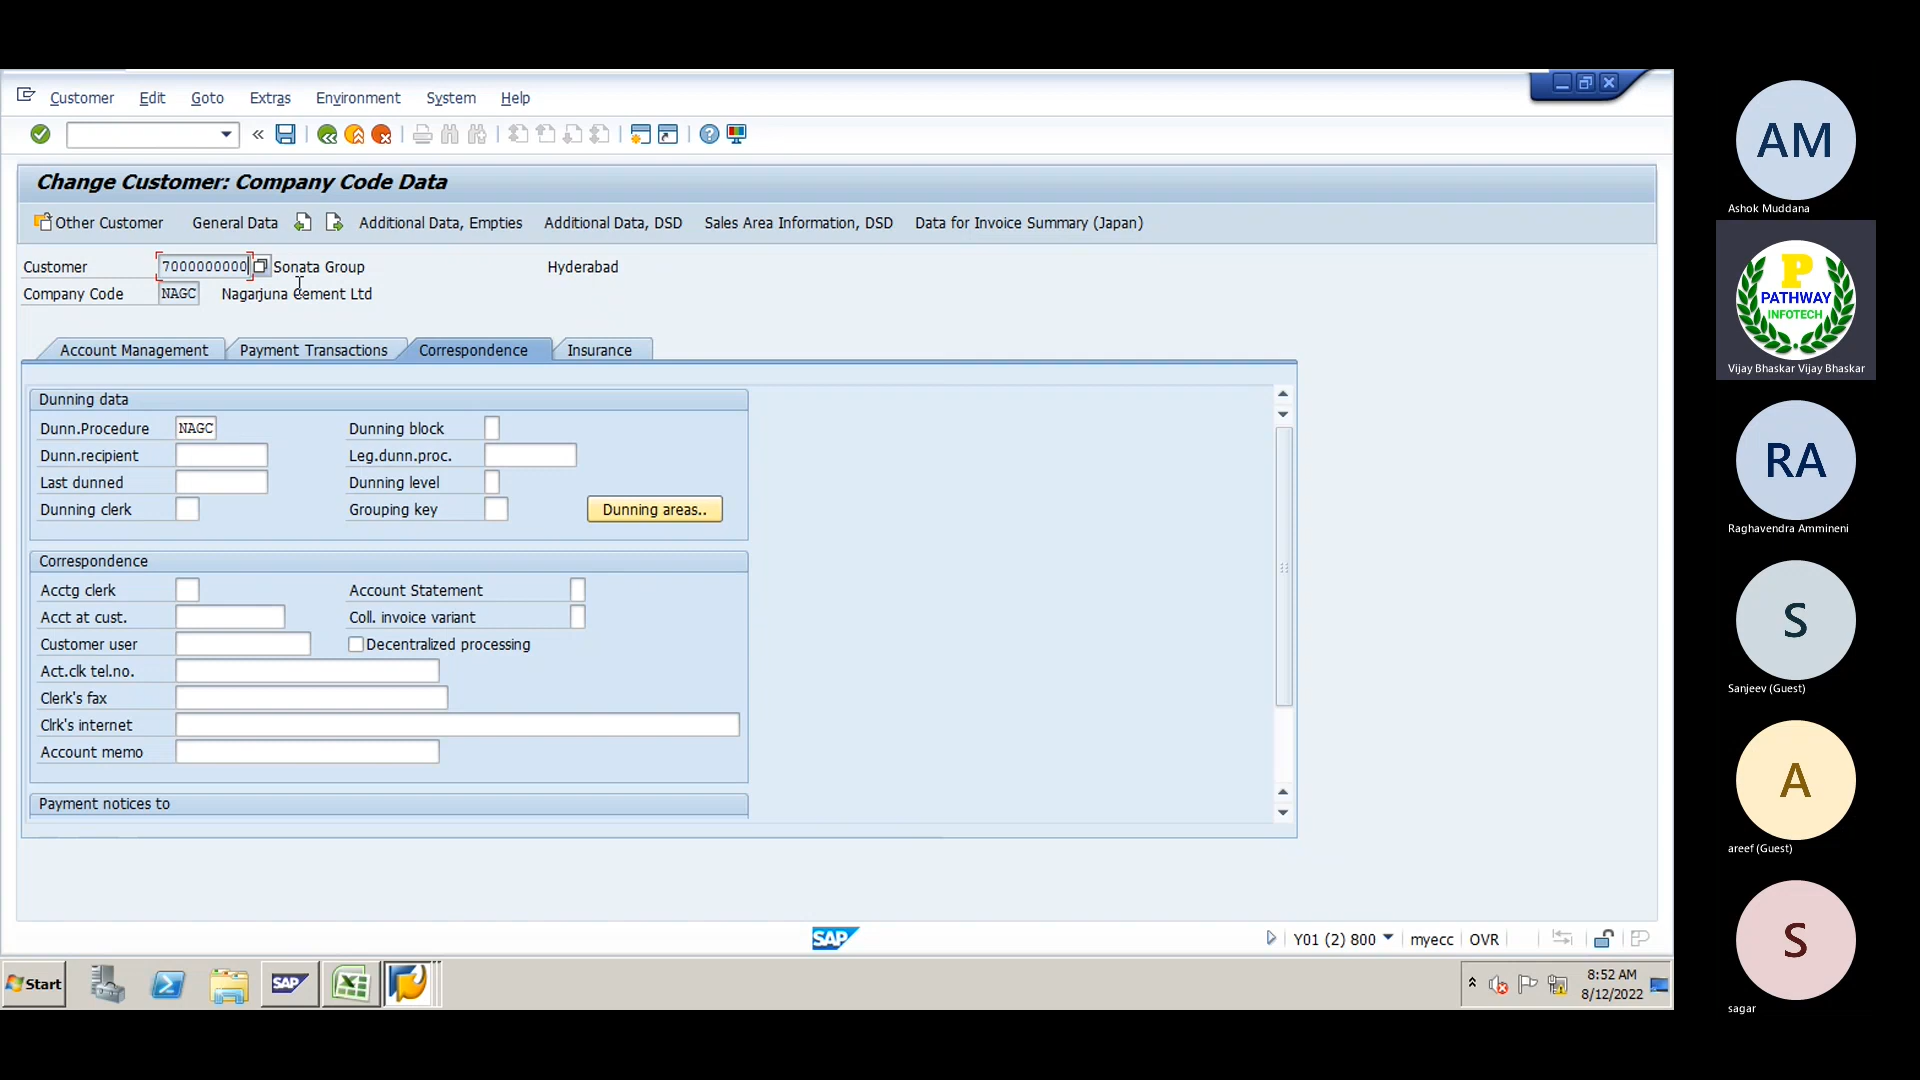 Customer Edit Goto Extras Environment System Help
Change Customer: Company Code Data
Other Customer General Data Additional Data, Empties Additional Data, DSD Sales Area Information, DSD Data for Invoice Summary (Japan)
Customer 7000000000 Sonata Group Hyderabad
Company Code NAGC Nagarjuna Cement Ltd
Account Management Payment Transactions Correspondence Insurance
Dunning data
Dunn.Procedure NAGC Dunning block
Dunn.recipient Leg.dunn.proc.
Last dunned Dunning level
Dunning clerk Grouping key Dunning areas..
Correspondence
Acctg clerk Account Statement
Acct at cust. Coll. invoice variant
Customer user Decentralized processing
Act.clk tel.no.
Clerk's fax
Clrk's internet
Account memo
Payment notices to
SAP Y01 (2) 800 myecc OVR
Start SAP 8:52 AM
8/12/2022
AM
Ashok Muddana
P
PATHWAY
INFOTECH
Vijay Bhaskar Vijay Bhaskar
RA
Raghavendra Ammineni
S
Sanjeev (Guest)
A
areef (Guest)
S
sagar